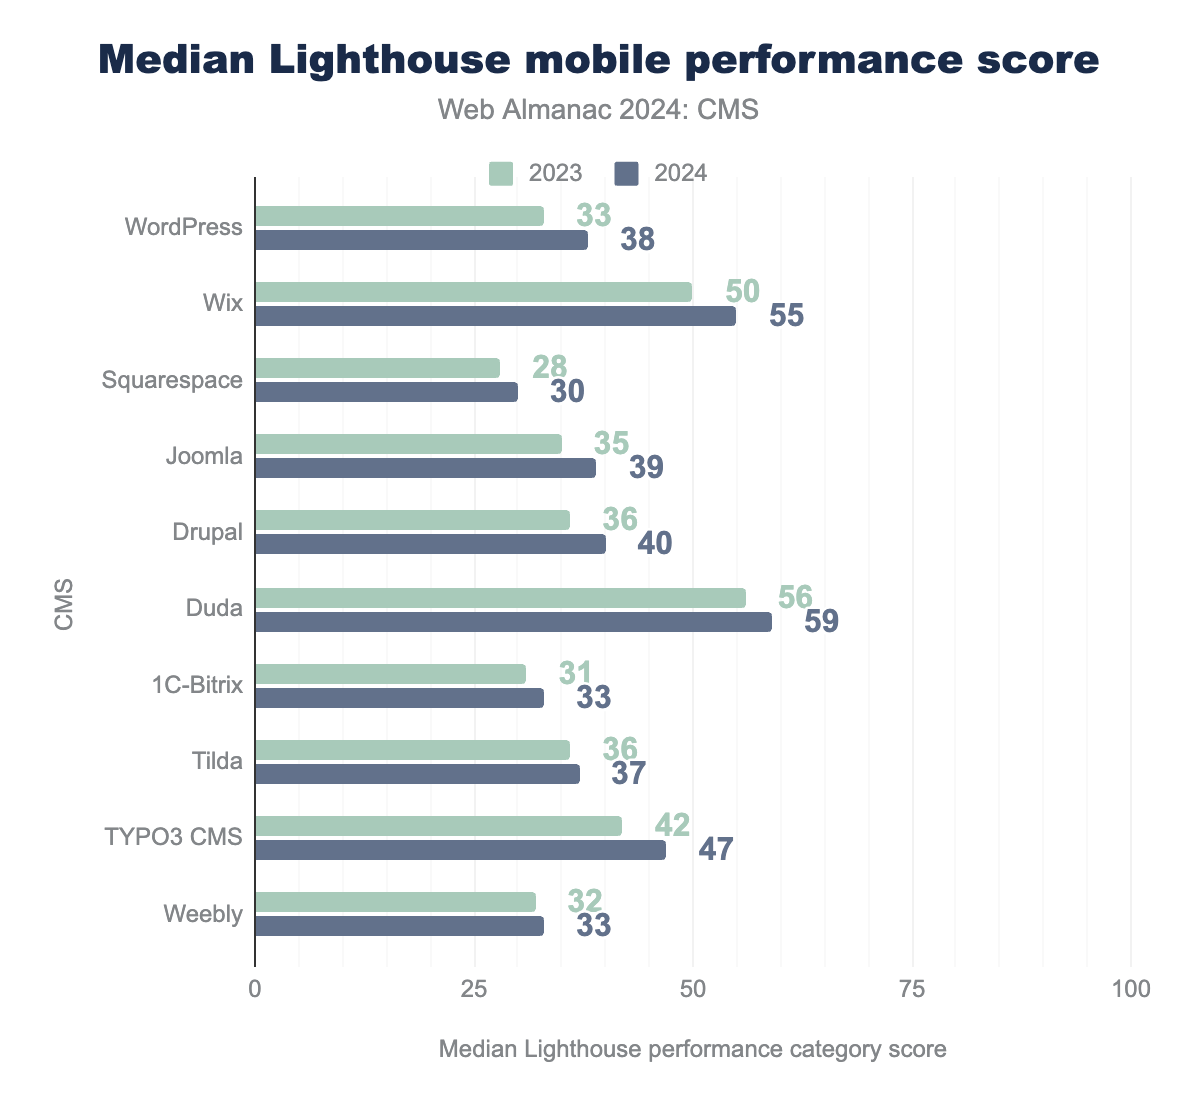 Median Lighthouse mobile performance score
Web Almanac 2024: CMS
2023 2024
WordPress 33 38
Wix 50 55
Squarespace 28 30
Joomla 35 39
Drupal 36 40
CMS
Duda 56 59
1C-Bitrix 31 33
Tilda 36 37
TYPO3 CMS 42 47
Weebly 32 33
0 25 50 75 100
Median Lighthouse performance category score